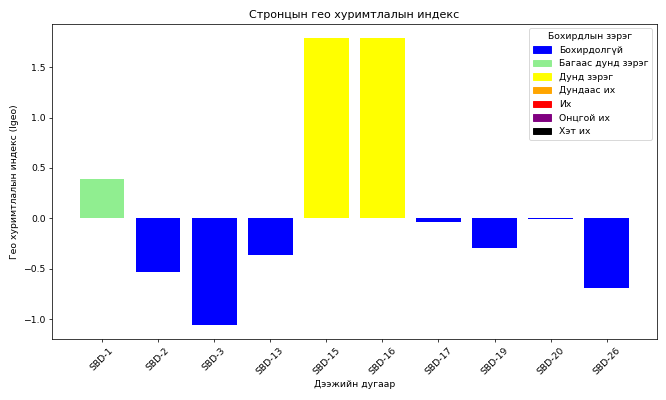 Стронцын гео хуримтлалын индекс
Бохирдлын зэрэг
Бохирдолгүй
Багаас дунд зэрэг
Дунд зэрэг
Дундаас их
Их
Онцгой их
Хэт их
Гео хуримтлалын индекс (Igeo)
1.5
1.0
0.5
0.0
−0.5
−1.0
SBD-1
SBD-2
SBD-3
SBD-13
SBD-15
SBD-16
SBD-17
SBD-19
SBD-20
SBD-26
Дээжийн дугаар